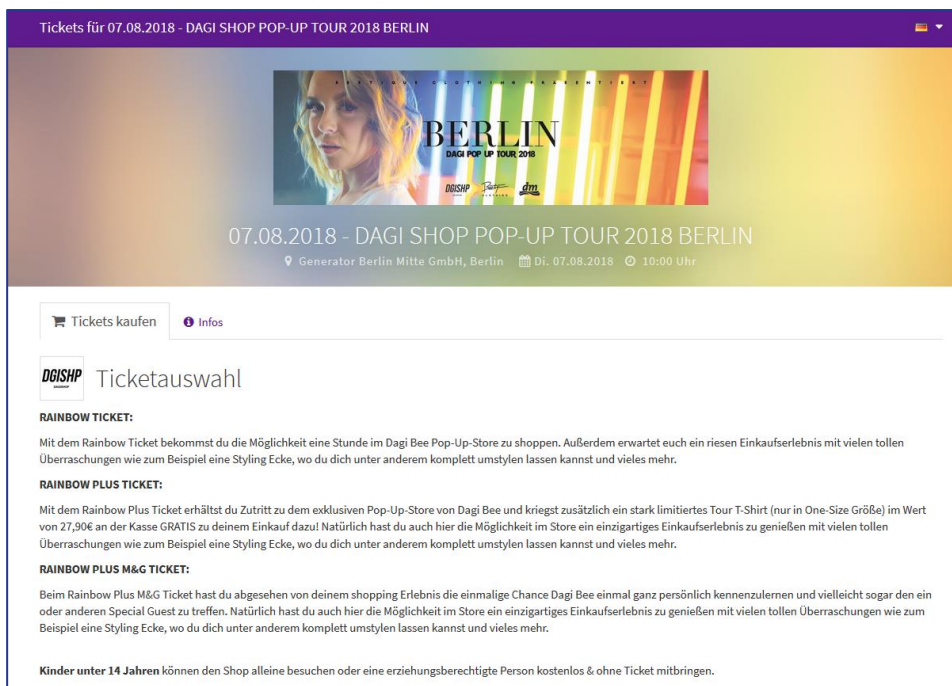 Tickets für 07.08.2018 - DAGI SHOP POP-UP TOUR 2018 BERLIN
BERLIN
DAGI POP UP TOUR 2018
DGISHP dm
07.08.2018 - DAGI SHOP POP-UP TOUR 2018 BERLIN
Generator Berlin Mitte GmbH, Berlin Di. 07.08.2018 10:00 Uhr
Tickets kaufen Infos
DGISHP Ticketauswahl
RAINBOW TICKET:
Mit dem Rainbow Ticket bekommst du die Möglichkeit eine Stunde im Dagi Bee Pop-Up-Store zu shoppen. Außerdem erwartet euch ein riesen Einkaufserlebnis mit vielen tollen
Überraschungen wie zum Beispiel eine Styling Ecke, wo du dich unter anderem komplett umstylen lassen kannst und vieles mehr.
RAINBOW PLUS TICKET:
Mit dem Rainbow Plus Ticket erhältst du Zutritt zu dem exklusiven Pop-Up-Store von Dagi Bee und kriegst zusätzlich ein stark limitiertes Tour T-Shirt (nur in One-Size Größe) im Wert
von 27,90€ an der Kasse GRATIS zu deinem Einkauf dazu! Natürlich hast du auch hier die Möglichkeit im Store ein einzigartiges Einkaufserlebnis zu genießen mit vielen tollen
Überraschungen wie zum Beispiel eine Styling Ecke, wo du dich unter anderem komplett umstylen lassen kannst und vieles mehr.
RAINBOW PLUS M&G TICKET:
Beim Rainbow Plus M&G Ticket hast du abgesehen von deinem shopping Erlebnis die einmalige Chance Dagi Bee einmal ganz persönlich kennenzulernen und vielleicht sogar den ein
oder anderen Special Guest zu treffen. Natürlich hast du auch hier die Möglichkeit im Store ein einzigartiges Einkaufserlebnis zu genießen mit vielen tollen Überraschungen wie zum
Beispiel eine Styling Ecke, wo du dich unter anderem komplett umstylen lassen kannst und vieles mehr.
Kinder unter 14 Jahren können den Shop alleine besuchen oder eine erziehungsberechtigte Person kostenlos & ohne Ticket mitbringen.